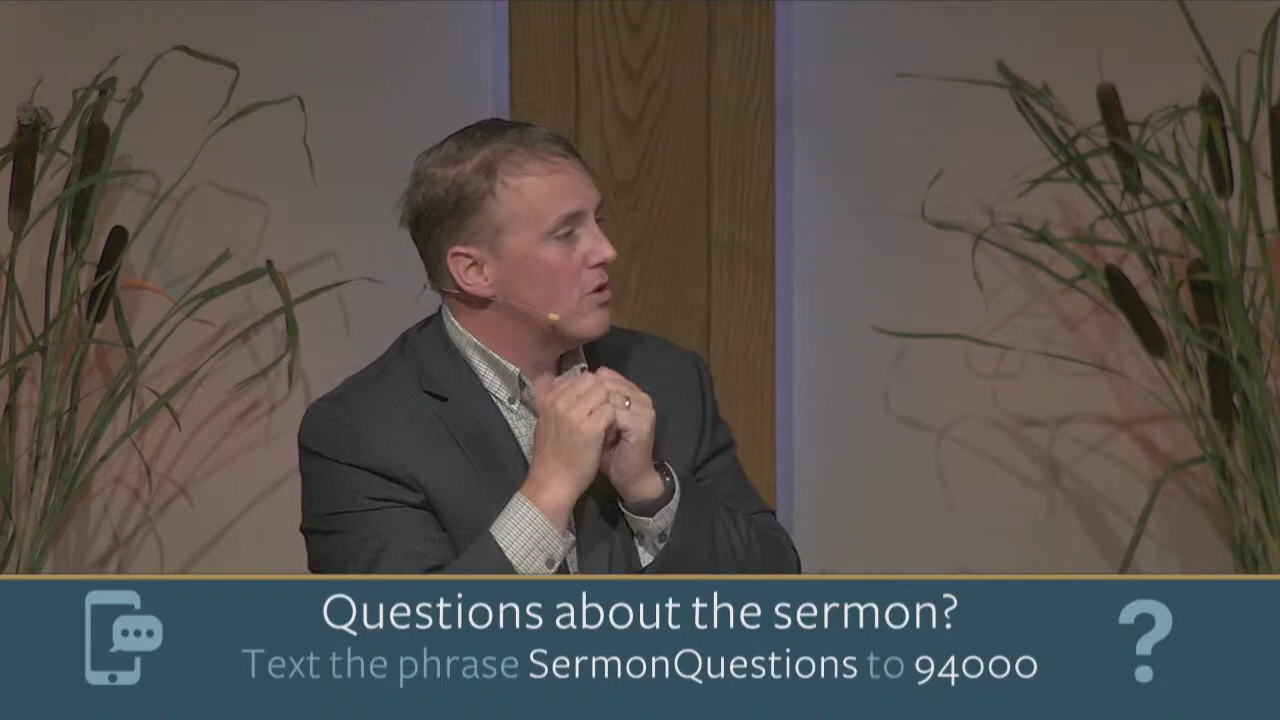 Questions about the sermon?
Text the phrase SermonQuestions to 94000
?